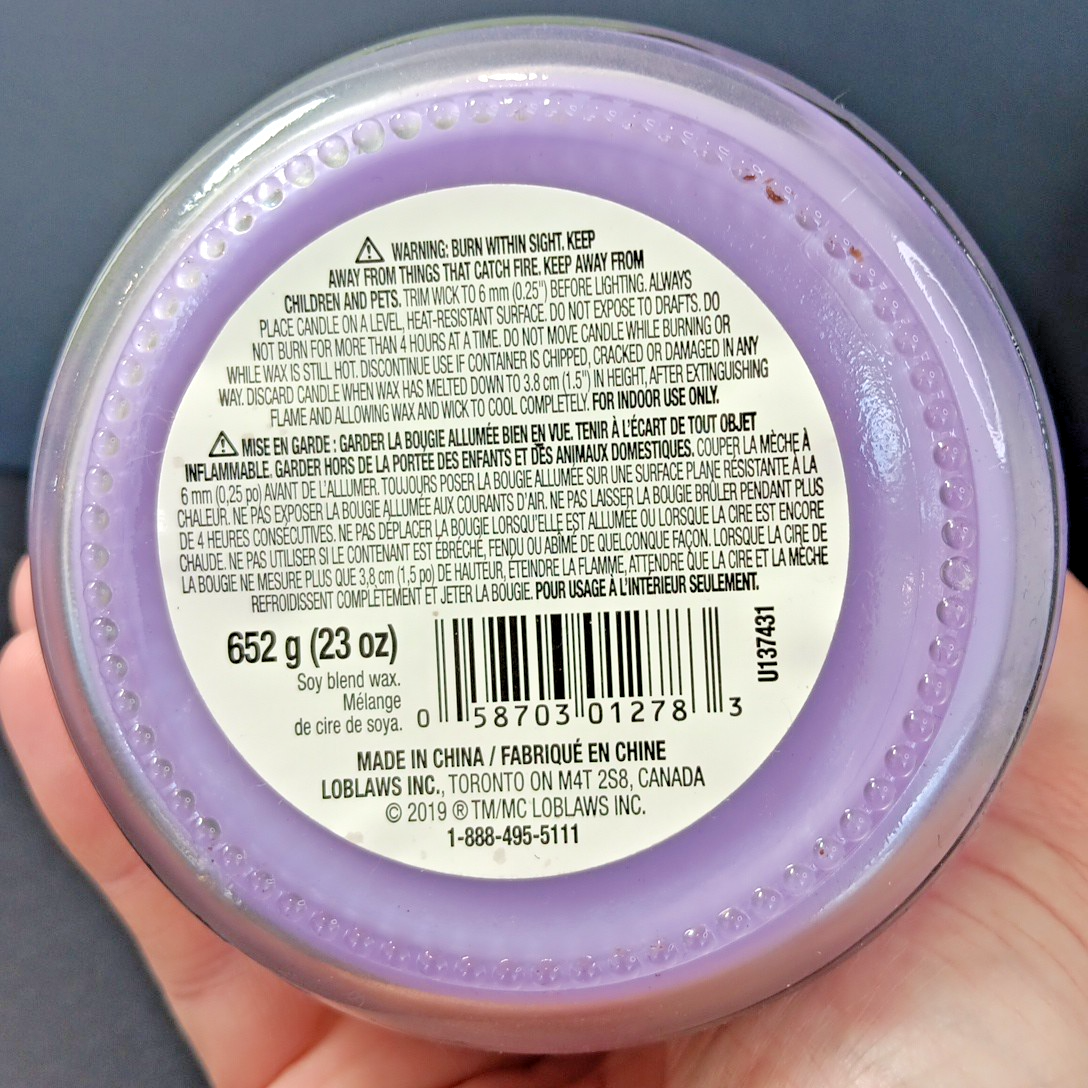 ⚠ WARNING: BURN WITHIN SIGHT. KEEP
AWAY FROM THINGS THAT CATCH FIRE. KEEP AWAY FROM
CHILDREN AND PETS. TRIM WICK TO 6 mm (0.25") BEFORE LIGHTING. ALWAYS
PLACE CANDLE ON A LEVEL, HEAT-RESISTANT SURFACE. DO NOT EXPOSE TO DRAFTS. DO
NOT BURN FOR MORE THAN 4 HOURS AT A TIME. DO NOT MOVE CANDLE WHILE BURNING OR
WHILE WAX IS STILL HOT. DISCONTINUE USE IF CONTAINER IS CHIPPED, CRACKED OR DAMAGED IN ANY
WAY. DISCARD CANDLE WHEN WAX HAS MELTED DOWN TO 3.8 cm (1.5") IN HEIGHT, AFTER EXTINGUISHING
FLAME AND ALLOWING WAX AND WICK TO COOL COMPLETELY. FOR INDOOR USE ONLY.
⚠ MISE EN GARDE : GARDER LA BOUGIE ALLUMÉE BIEN EN VUE. TENIR À L'ÉCART DE TOUT OBJET
INFLAMMABLE. GARDER HORS DE LA PORTÉE DES ENFANTS ET DES ANIMAUX DOMESTIQUES. COUPER LA MÈCHE À
6 mm (0,25 po) AVANT DE L'ALLUMER. TOUJOURS POSER LA BOUGIE ALLUMÉE SUR UNE SURFACE PLANE RÉSISTANTE À LA
CHALEUR. NE PAS EXPOSER LA BOUGIE ALLUMÉE AUX COURANTS D'AIR. NE PAS LAISSER LA BOUGIE BRÛLER PENDANT PLUS
DE 4 HEURES CONSÉCUTIVES. NE PAS DÉPLACER LA BOUGIE LORSQU'ELLE EST ALLUMÉE OU LORSQUE LA CIRE EST ENCORE
CHAUDE. NE PAS UTILISER SI LE CONTENANT EST ÉBRÉCHÉ, FENDU OU ABÎMÉ DE QUELCONQUE FAÇON. LORSQUE LA CIRE DE
LA BOUGIE NE MESURE PLUS QUE 3,8 cm (1,5 po) DE HAUTEUR, ÉTEINDRE LA FLAMME, ATTENDRE QUE LA CIRE ET LA MÈCHE
REFROIDISSENT COMPLÈTEMENT ET JETER LA BOUGIE. POUR USAGE À L'INTÉRIEUR SEULEMENT.
652 g (23 oz)
Soy blend wax.
Mélange
de cire de soya.
0 58703 01278 3
U137431
MADE IN CHINA / FABRIQUÉ EN CHINE
LOBLAWS INC., TORONTO ON M4T 2S8, CANADA
© 2019 ® TM/MC LOBLAWS INC.
1-888-495-5111